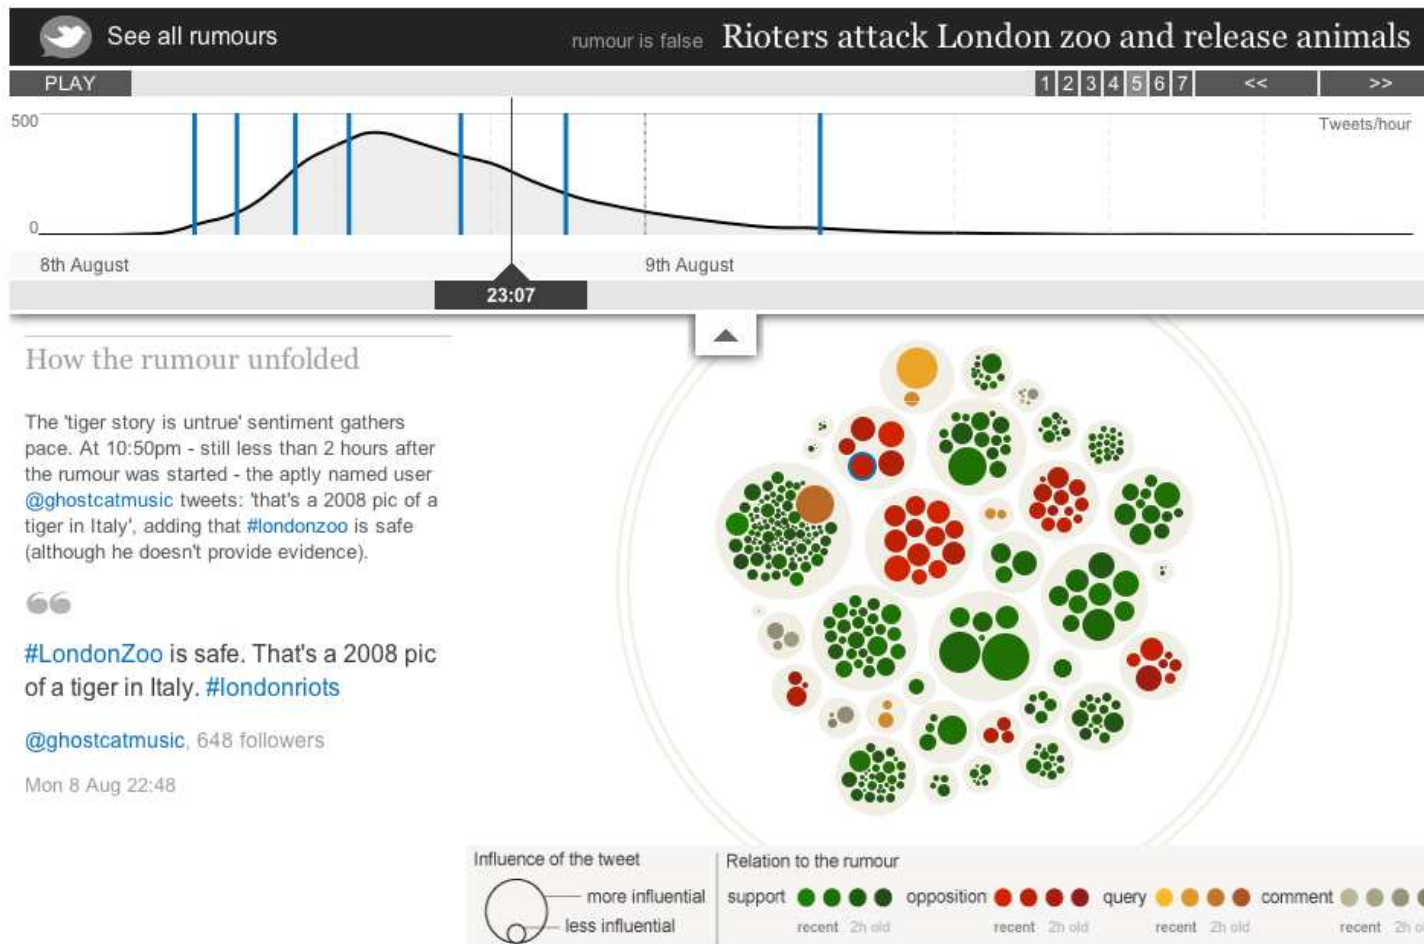 See all rumours
rumour is false Rioters attack London zoo and release animals
PLAY
1 2 3 4 5 6 7 << >>
500
Tweets/hour
0
8th August
9th August
23:07
How the rumour unfolded
The 'tiger story is untrue' sentiment gathers
pace. At 10:50pm - still less than 2 hours after
the rumour was started - the aptly named user
@ghostcatmusic tweets: 'that's a 2008 pic of a
tiger in Italy', adding that #londonzoo is safe
(although he doesn't provide evidence).
#LondonZoo is safe. That's a 2008 pic
of a tiger in Italy. #londonriots
@ghostcatmusic, 648 followers
Mon 8 Aug 22:48
Influence of the tweet
more influential
less influential
Relation to the rumour
support opposition query comment
recent 2h old recent 2h old recent 2h old recent 2h o